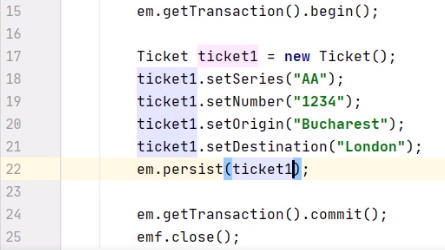 15 em.getTransaction().begin();
16
17 Ticket ticket1 = new Ticket();
18 ticket1.setSeries("AA");
19 ticket1.setNumber("1234");
20 ticket1.setOrigin("Bucharest");
21 ticket1.setDestination("London");
22 em.persist(ticket1);
23
24 em.getTransaction().commit();
25 emf.close();